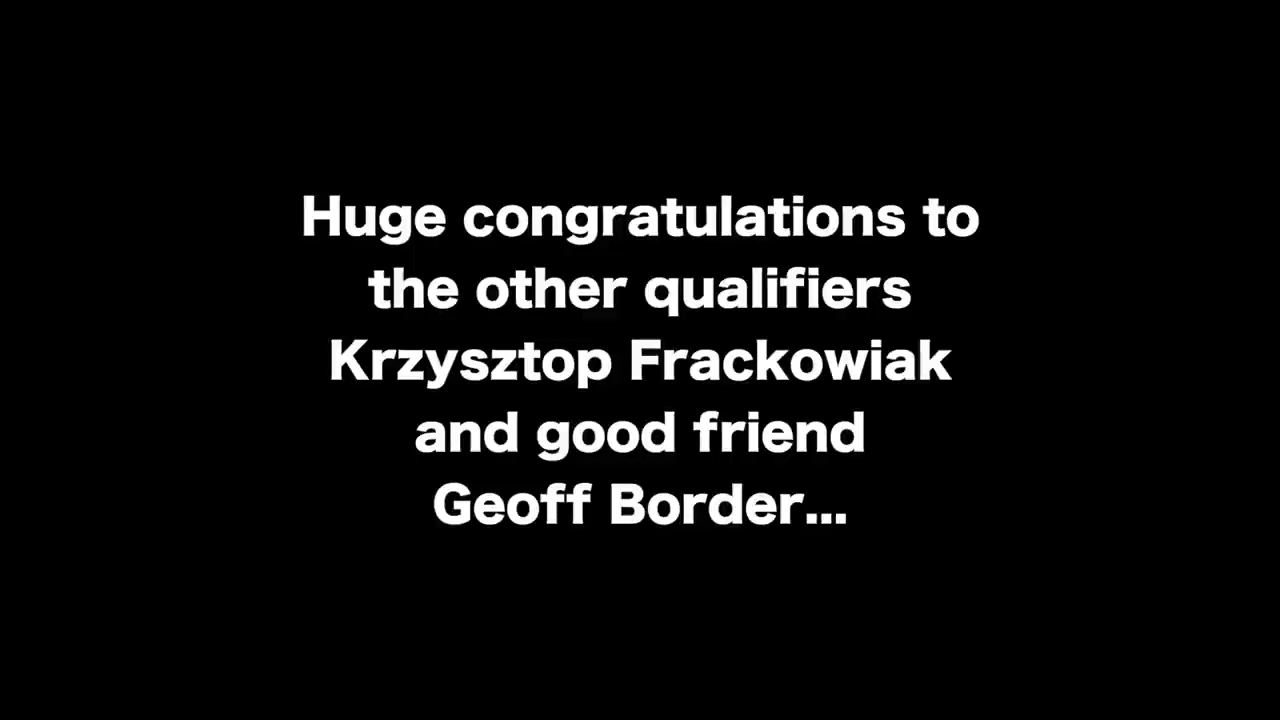 Huge congratulations to
the other qualifiers
Krzysztop Frackowiak
and good friend
Geoff Border...